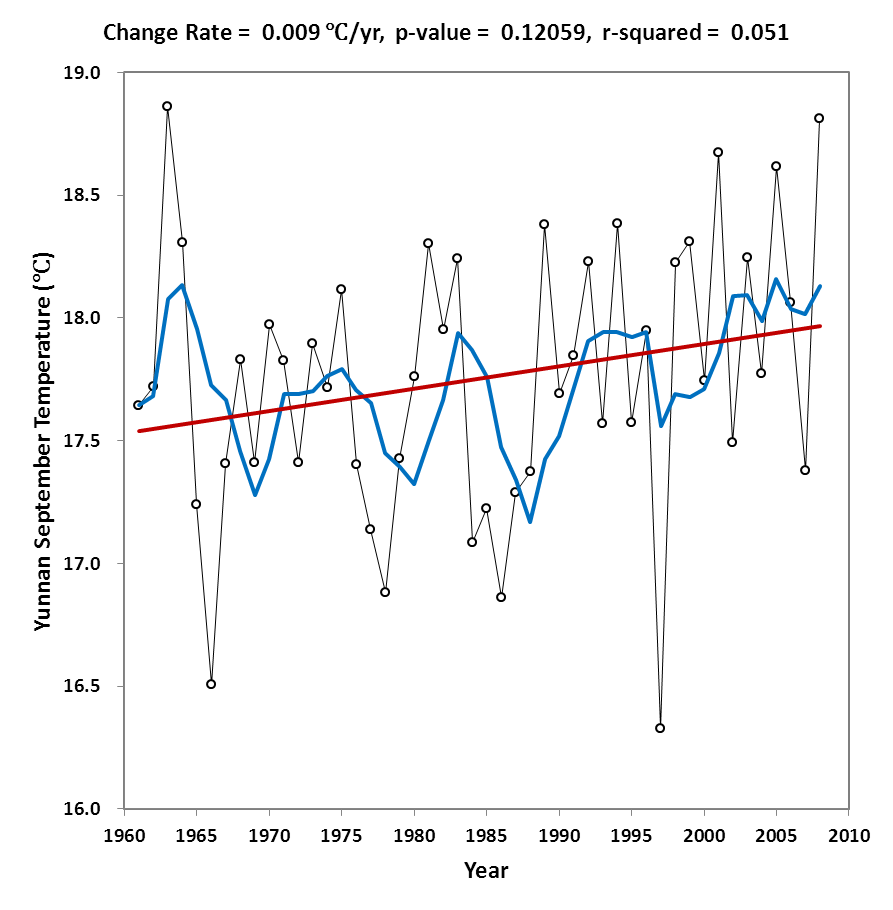 Change Rate = 0.009 ℃/yr, p-value = 0.12059, r-squared = 0.051
19.0
18.5
18.0
17.5
17.0
16.5
16.0
Yunnan September Temperature (℃)
1960 1965 1970 1975 1980 1985 1990 1995 2000 2005 2010
Year